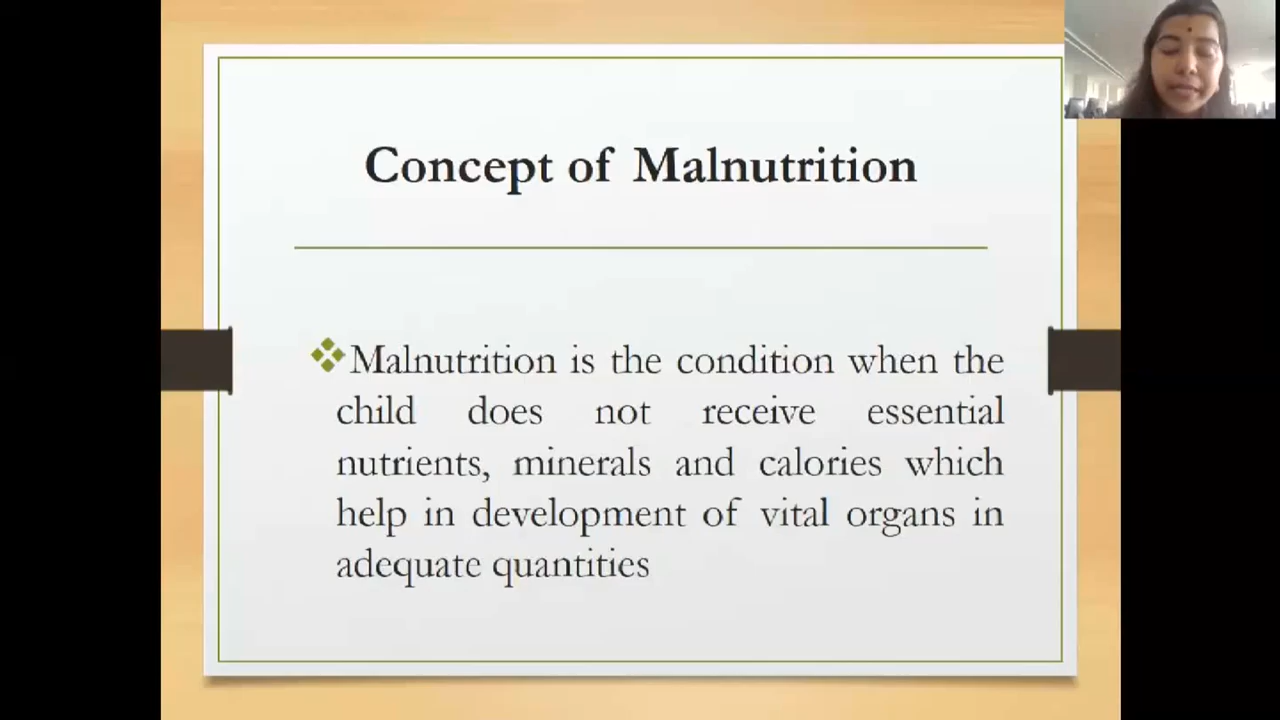 Concept of Malnutrition
Malnutrition is the condition when the
child does not receive essential
nutrients, minerals and calories which
help in development of vital organs in
adequate quantities